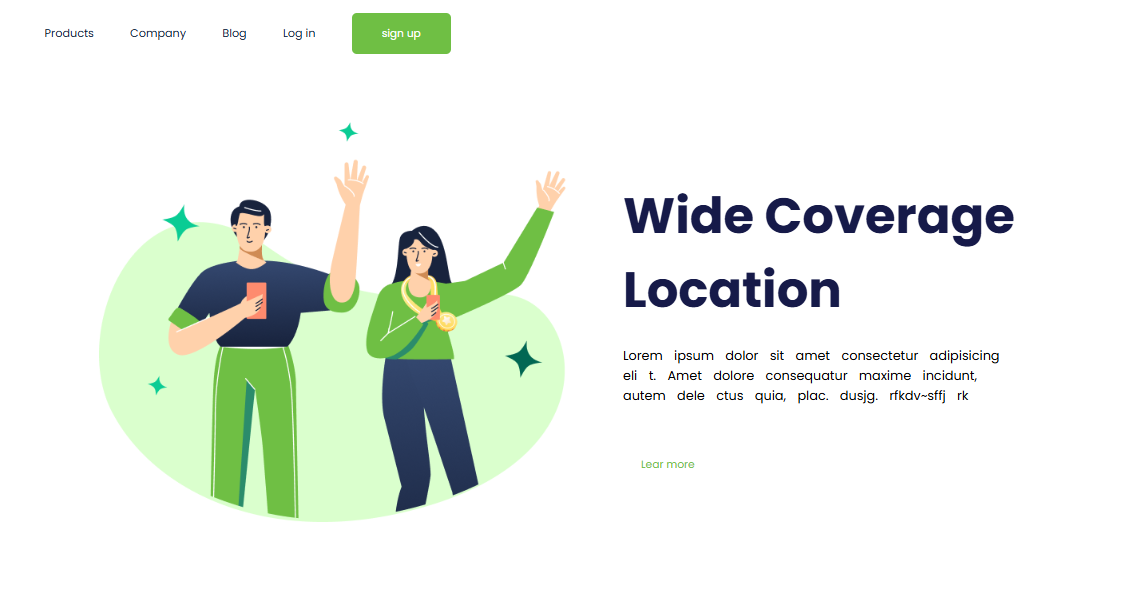 Products Company Blog Log in sign up
Wide Coverage
Location
Lorem ipsum dolor sit amet consectetur adipisicing
eli t. Amet dolore consequatur maxime incidunt,
autem dele ctus quia, plac. dusjg. rfkdv~sffj rk
Lear more